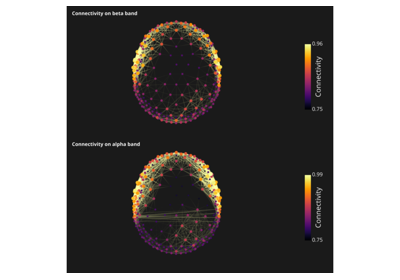 Connectivity on beta band
0.96
Connectivity
0.75
Connectivity on alpha band
0.99
Connectivity
0.75